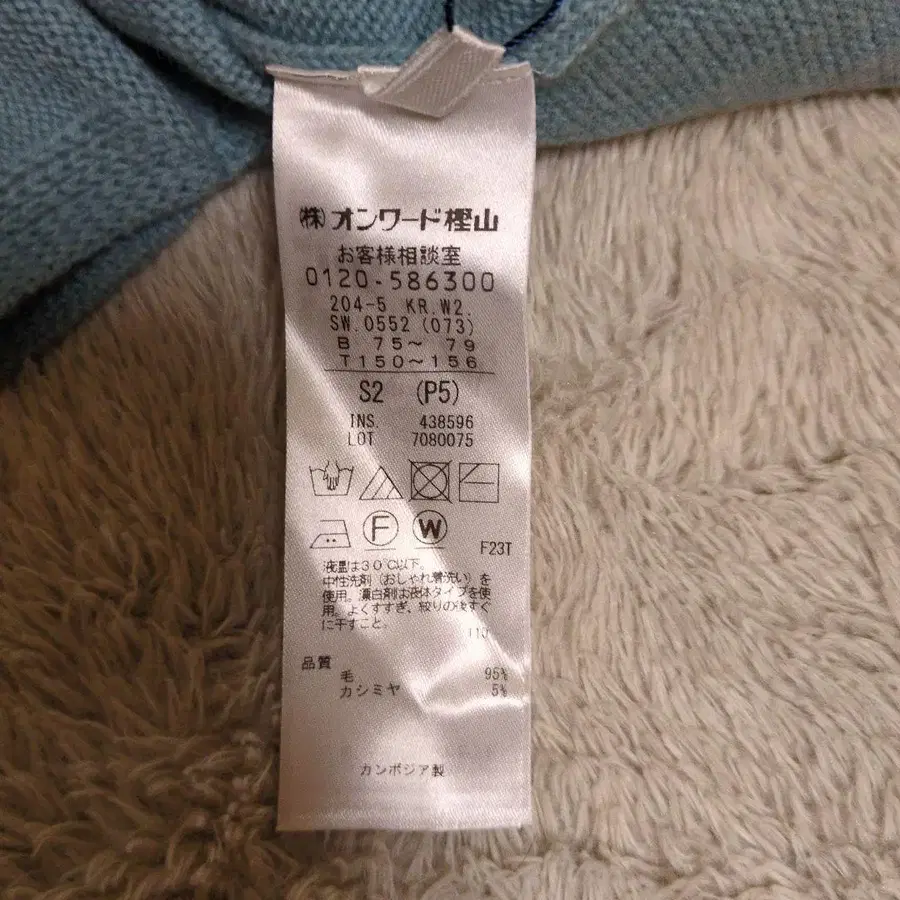 ㈱オンワード樫山
お客様相談室
0120-586300
204-5 KR.W2.
SW.0552 (073)
B 75〜 79
T150〜156
S2 (P5)
INS. 438596
LOT 7080075
F W
F23T
液温は30℃以下。
中性洗剤(おしゃれ着洗い)を
使用。漂白剤は液体タイプを使
用。よくすすぎ、絞りの後すぐ
に干すこと。
110
品質
毛 95%
カシミヤ 5%
カンボジア製